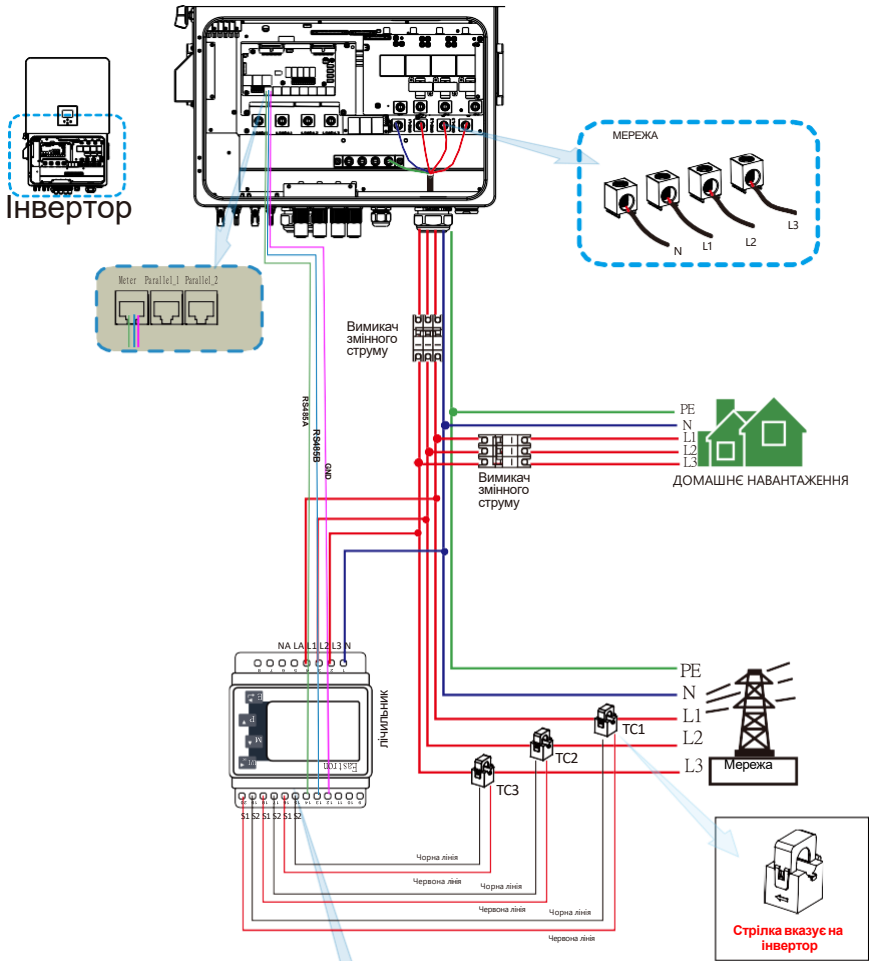 МЕРЕЖА
N
L1
L2
L3
Інвертор
Meter Parallel_1 Parallel_2
Вимикач
змінного
струму
RS485A
RS485B
GND
PE
N
L1
L2
L3
Вимикач
змінного
струму
ДОМАШНЄ НАВАНТАЖЕННЯ
NA LA L1 L2 L3 N
ЛІЧИЛЬНИК
Eastron
PE
N
L1
L2
L3
Мережа
TC1
TC2
TC3
S1 S2 S1 S2 S1 S2
Чорна лінія
Червона лінія
Чорна лінія
Червона лінія
Чорна лінія
Червона лінія
Стрілка вказує на
інвертор